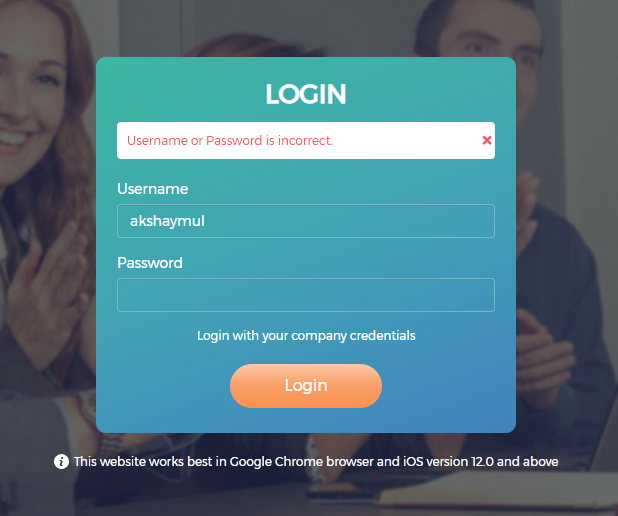 LOGIN
Username or Password is incorrect.
Username
akshaymul
Password
Login with your company credentials
Login
This website works best in Google Chrome browser and iOS version 12.0 and above